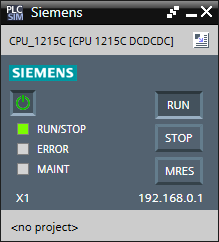 PLC SIM Siemens
CPU_1215C [CPU 1215C DCDCDC]
SIEMENS
RUN
RUN/STOP
ERROR
STOP
MAINT
MRES
X1 192.168.0.1
<no project>